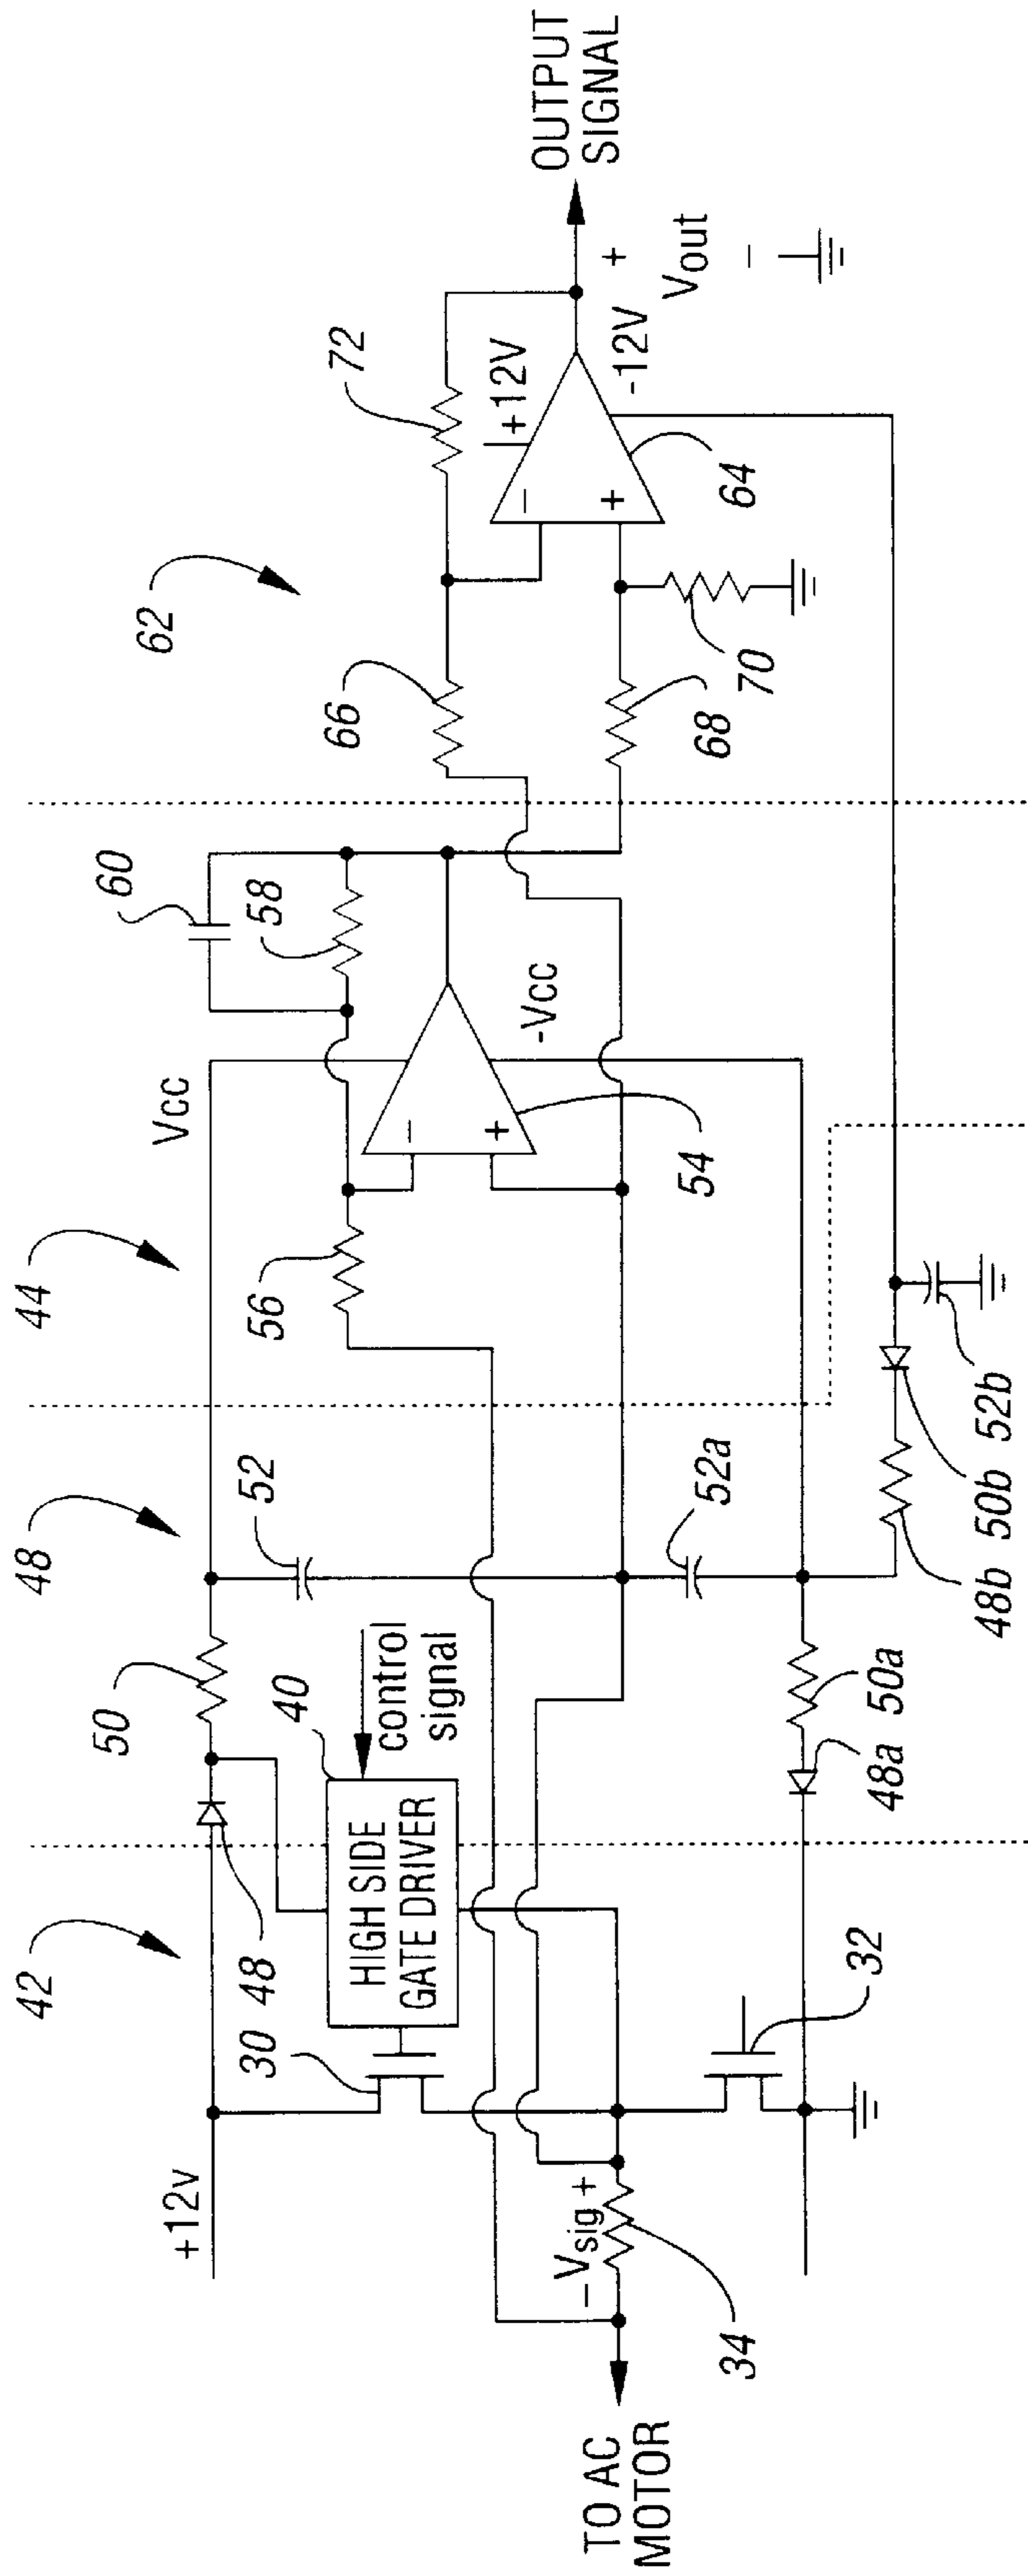 42
48
44
62
+12v
48
50
52
Vcc
60
58
66
72
30
HIGH SIDE
GATE DRIVER
40
control
signal
56
−
+
54
-Vcc
68
70
−
+
+12V
-12V
64
OUTPUT
SIGNAL
+
Vout
−
TO AC
MOTOR
−Vsig+
34
32
48a
50a
52a
48b
50b
52b